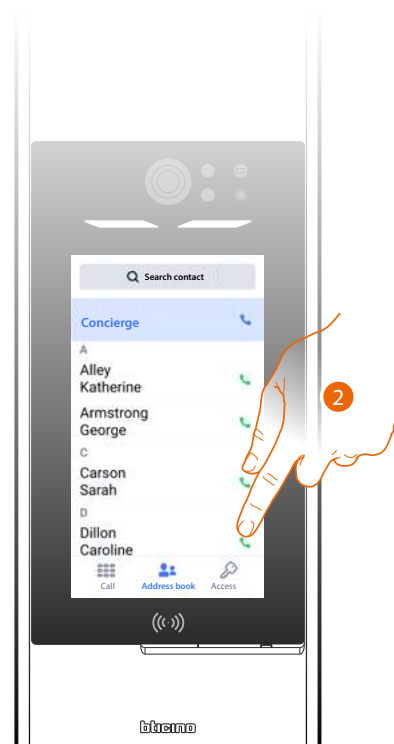 Search contact
Concierge
A
Alley
Katherine
Armstrong
George
2
C
Carson
Sarah
D
Dillon
Caroline
Call Address book Access
bticino